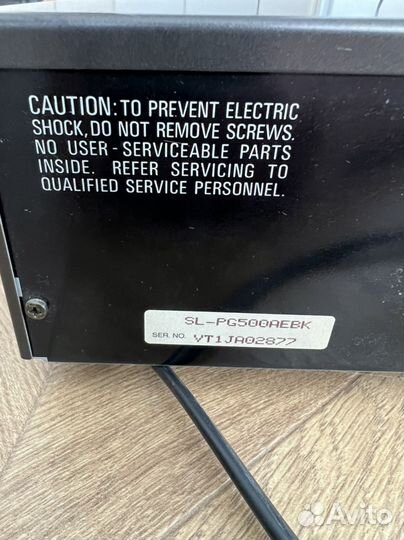 CAUTION: TO PREVENT ELECTRIC
SHOCK, DO NOT REMOVE SCREWS.
NO USER-SERVICEABLE PARTS
INSIDE. REFER SERVICING TO
QUALIFIED SERVICE PERSONNEL.
SL-PG500AEBK
SER. NO. VT1JA02877
Avito